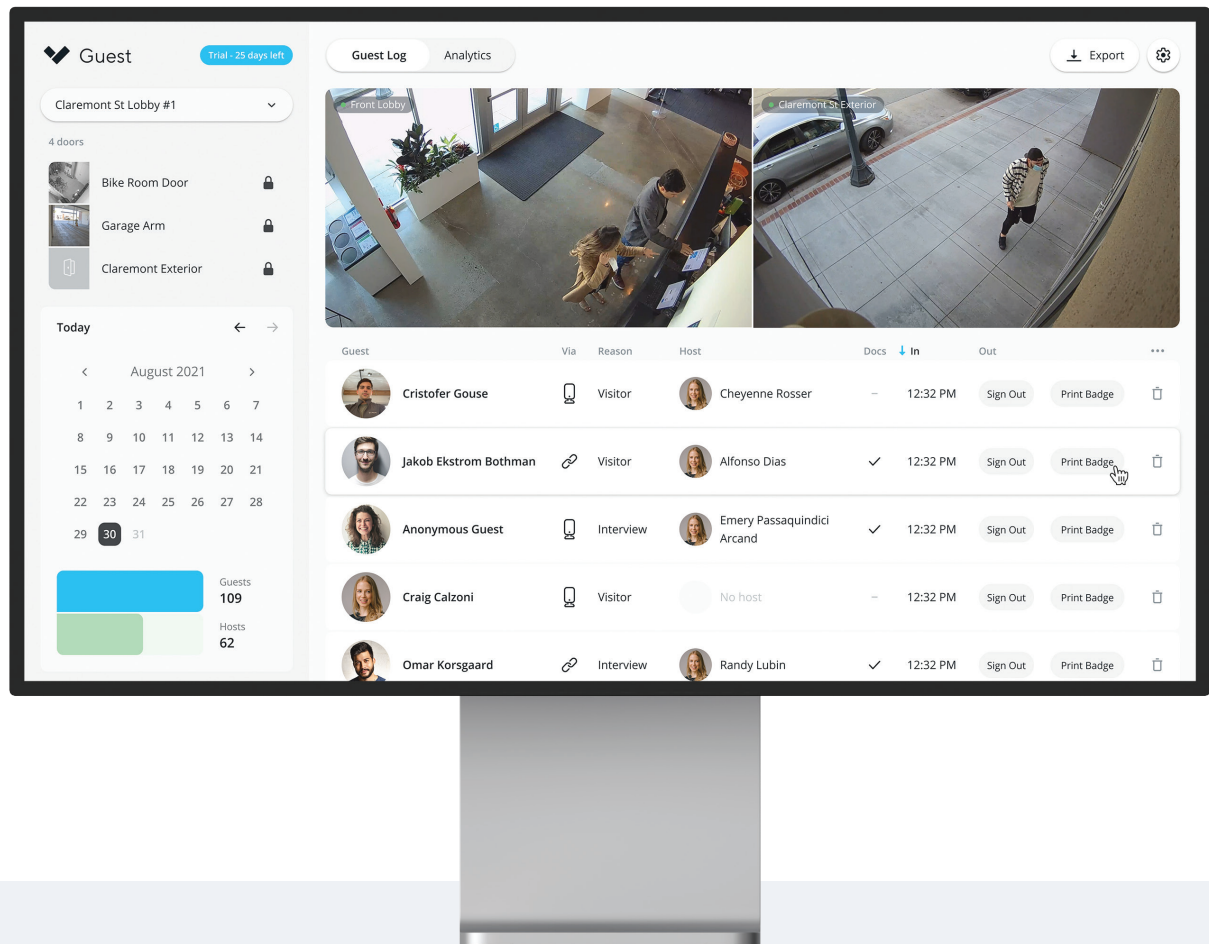 Guest
Trial - 25 days left
Guest Log
Analytics
Export
Claremont St Lobby #1
4 doors
Bike Room Door
Garage Arm
Claremont Exterior
Front Lobby
Claremont St Exterior
Today
August 2021
1 2 3 4 5 6 7
8 9 10 11 12 13 14
15 16 17 18 19 20 21
22 23 24 25 26 27 28
29 30 31
Guests
109
Hosts
62
Guest Via Reason Host Docs In Out
Cristofer Gouse Visitor Cheyenne Rosser – 12:32 PM Sign Out Print Badge
Jakob Ekstrom Bothman Visitor Alfonso Dias 12:32 PM Sign Out Print Badge
Anonymous Guest Interview Emery Passaquindici
Arcand 12:32 PM Sign Out Print Badge
Craig Calzoni Visitor No host – 12:32 PM Sign Out Print Badge
Omar Korsgaard Interview Randy Lubin 12:32 PM Sign Out Print Badge